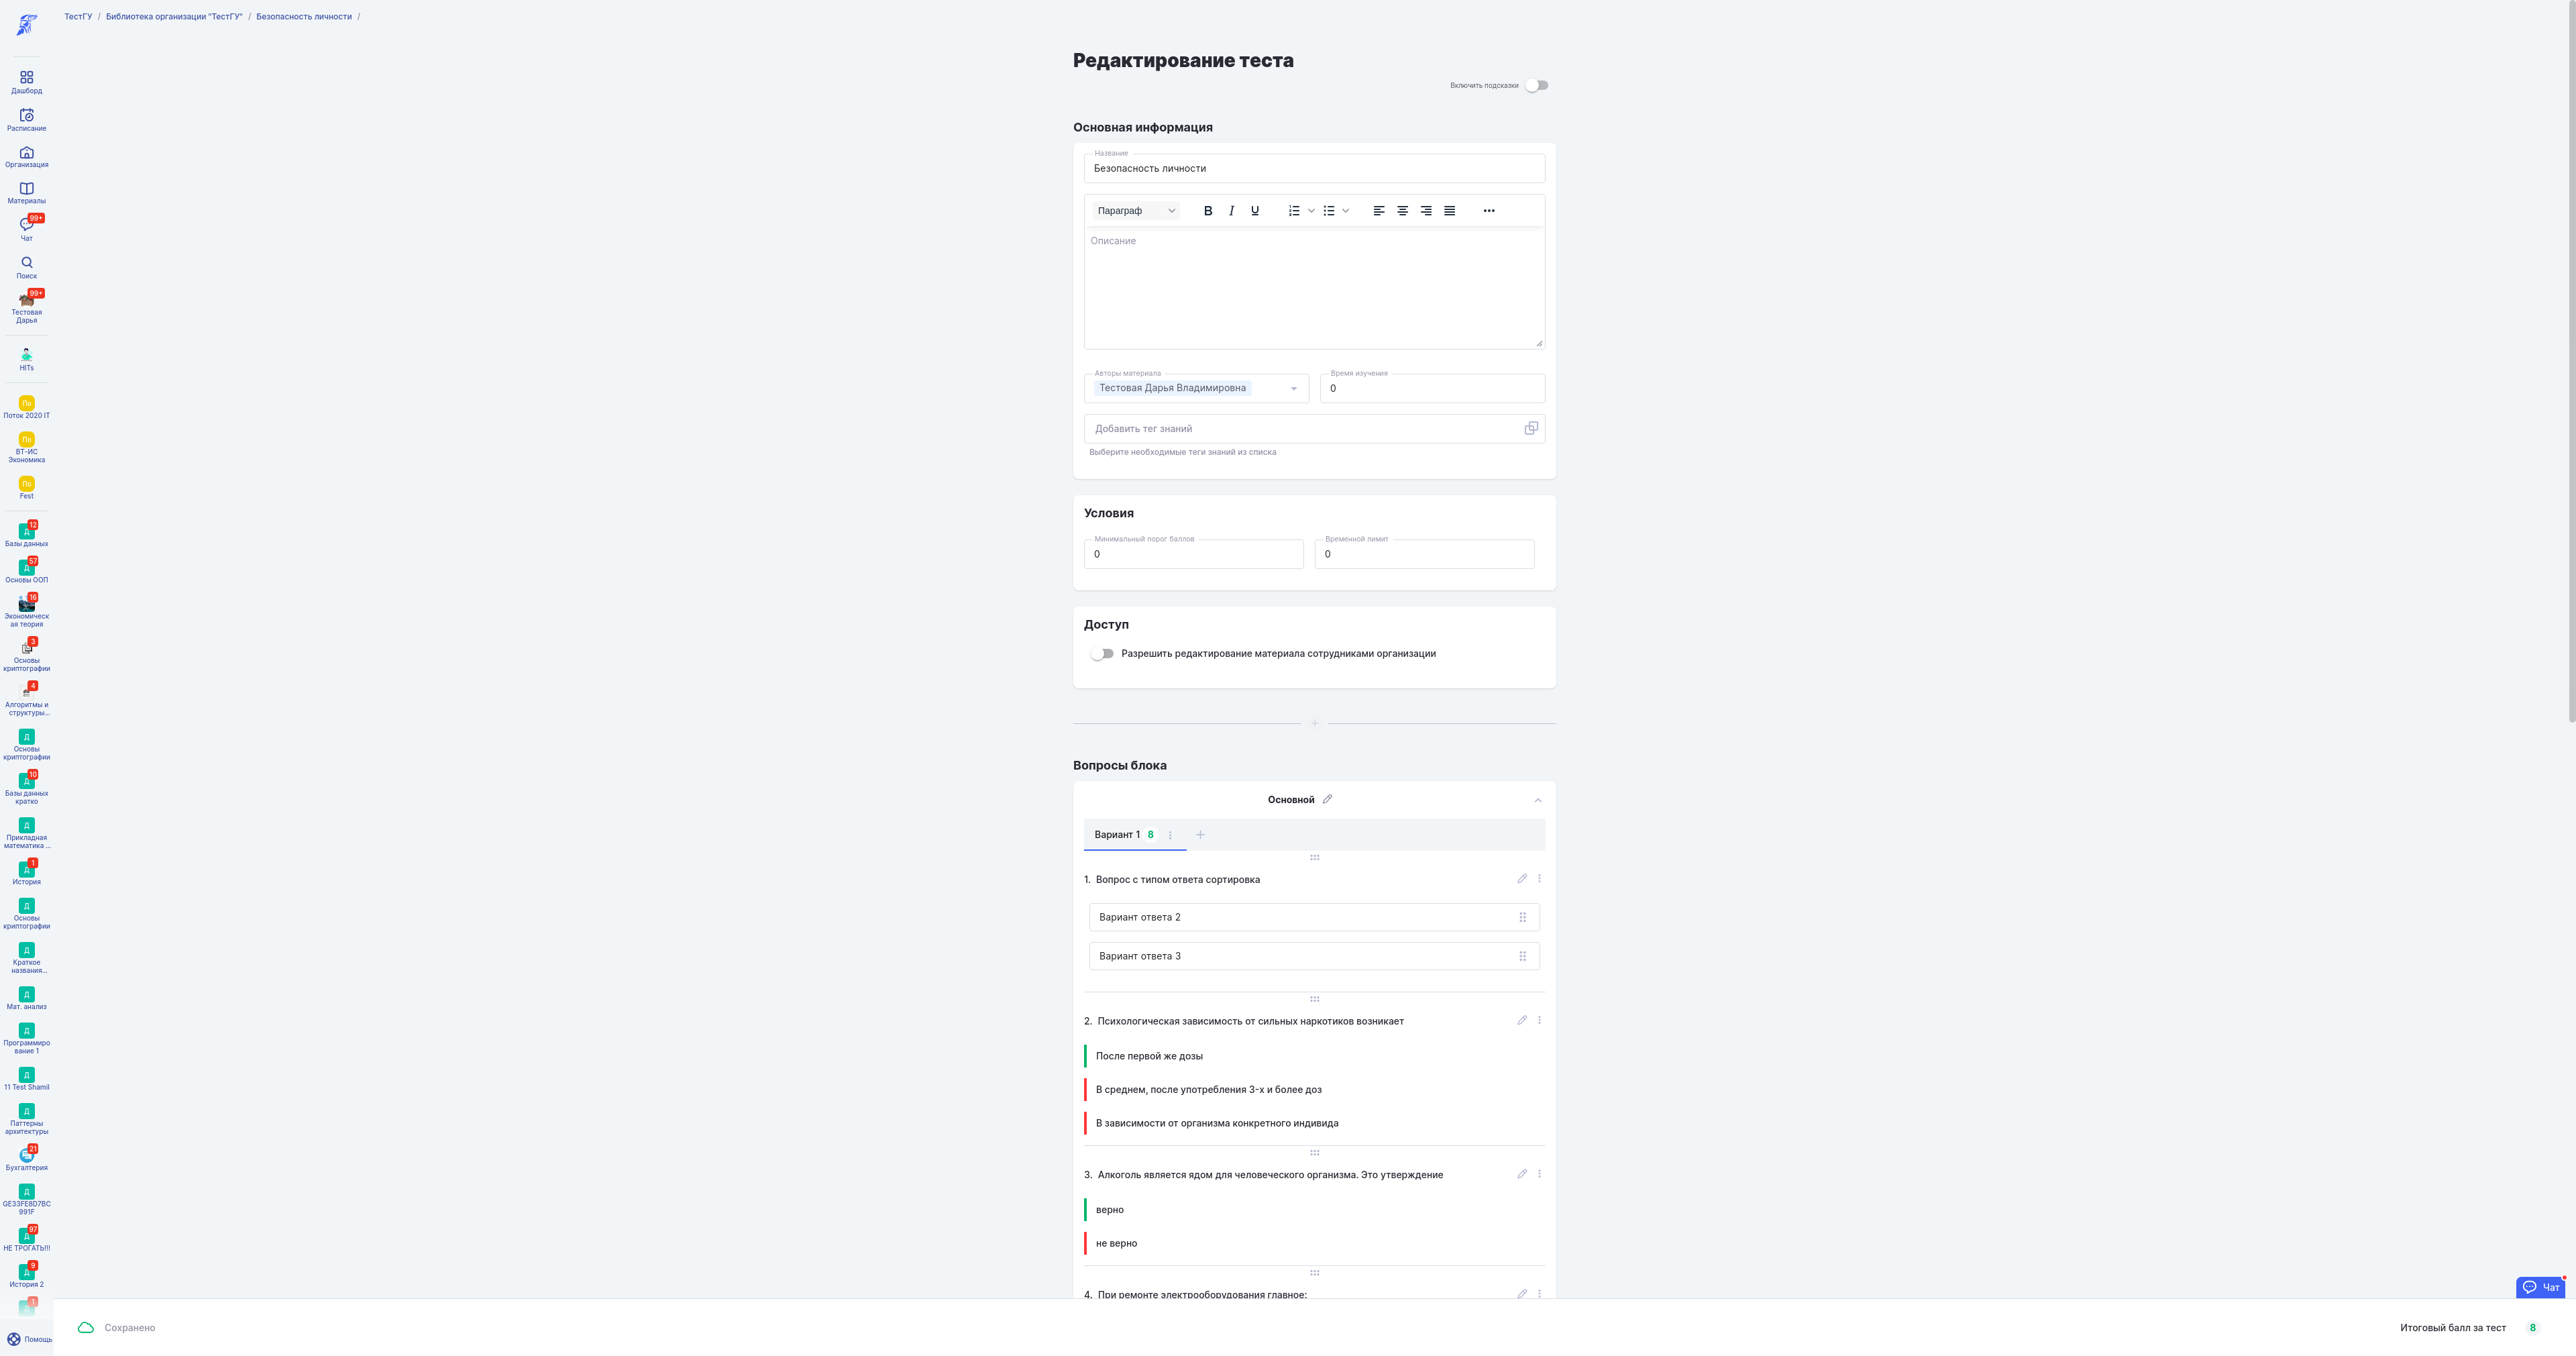 ТестГУ / Библиотека организации "ТестГУ" / Безопасность личности /
Дашборд
Расписание
Организация
Материалы
99+
Чат
Поиск
99+
Тестовая
Дарья
HITs
По
Поток 2020 IT
По
ВТ-ИС
Экономика
По
Fest
12
Д
Базы данных
57
Д
Основы ООП
16
Экономическ
ая теория
3
Основы
криптографии
4
Алгоритмы и
структуры...
Д
Основы
криптографии
10
Д
Базы данных
кратко
Д
Прикладная
математика ...
1
Д
История
Д
Основы
криптографии
Д
Краткое
названия...
Д
Мат. анализ
Д
Программиро
вание 1
Д
11 Test Shamil
Д
Паттерны
архитектуры
21
Бухгалтерия
Д
GE33FE8D7BC
991F
97
Д
НЕ ТРОГАТЬ!!!
9
Д
История 2
1
Д
Помощь
Редактирование теста
Включить подсказки
Основная информация
Название
Безопасность личности
Параграф
B I U
Описание
Авторы материала
Тестовая Дарья Владимировна
Время изучения
0
Добавить тег знаний
Выберите необходимые теги знаний из списка
Условия
Минимальный порог баллов
0
Временной лимит
0
Доступ
Разрешить редактирование материала сотрудниками организации
Вопросы блока
Основной
Вариант 1 8
1. Вопрос с типом ответа сортировка
Вариант ответа 2
Вариант ответа 3
2. Психологическая зависимость от сильных наркотиков возникает
После первой же дозы
В среднем, после употребления 3-х и более доз
В зависимости от организма конкретного индивида
3. Алкоголь является ядом для человеческого организма. Это утверждение
верно
не верно
4. При ремонте электрооборудования главное:
Чат
Сохранено
Итоговый балл за тест 8